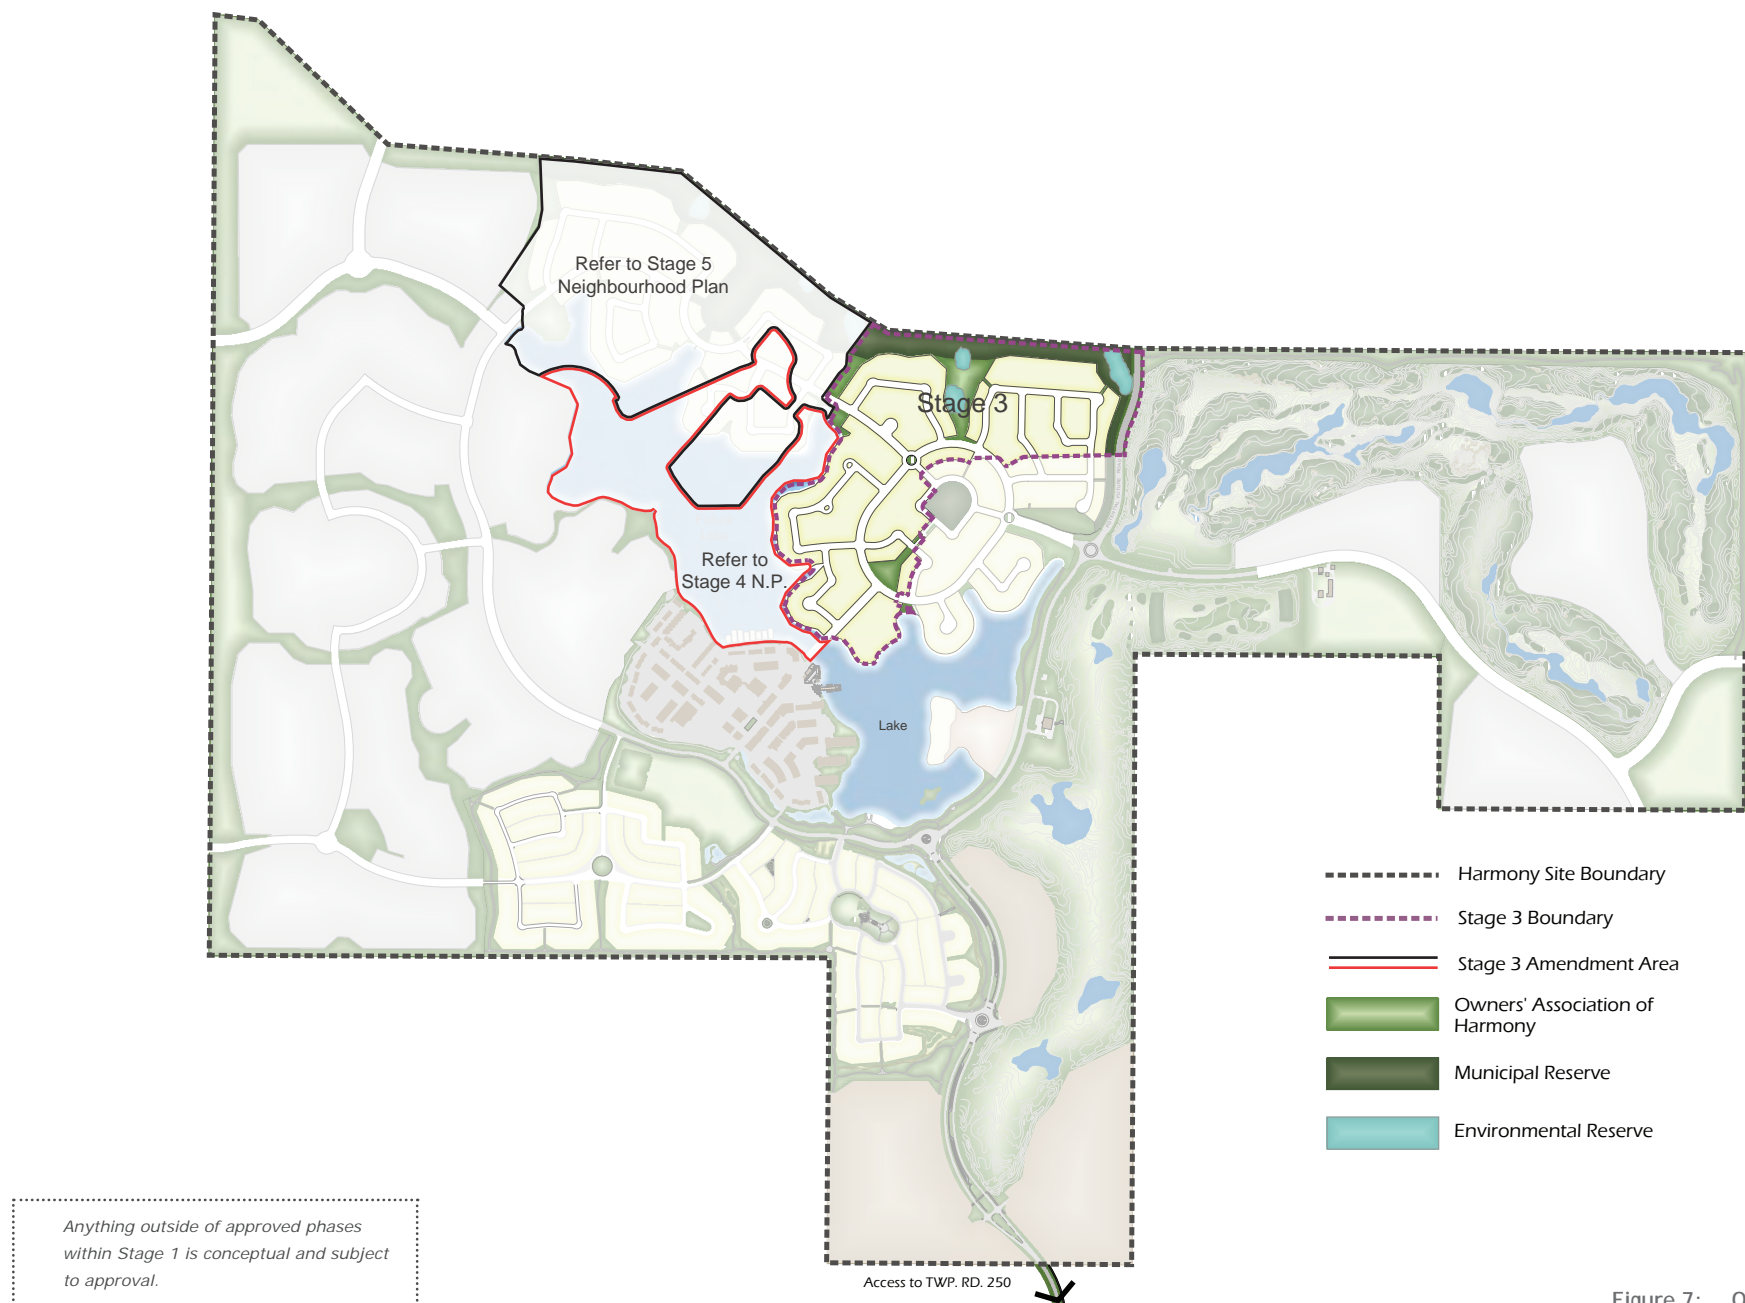 Refer to Stage 5
Neighbourhood Plan
Stage 3
Refer to
Stage 4 N.P.
Lake
Harmony Site Boundary
Stage 3 Boundary
Stage 3 Amendment Area
Owners' Association of
Harmony
Municipal Reserve
Environmental Reserve
Anything outside of approved phases
within Stage 1 is conceptual and subject
to approval.
Access to TWP. RD. 250
Figure 7: